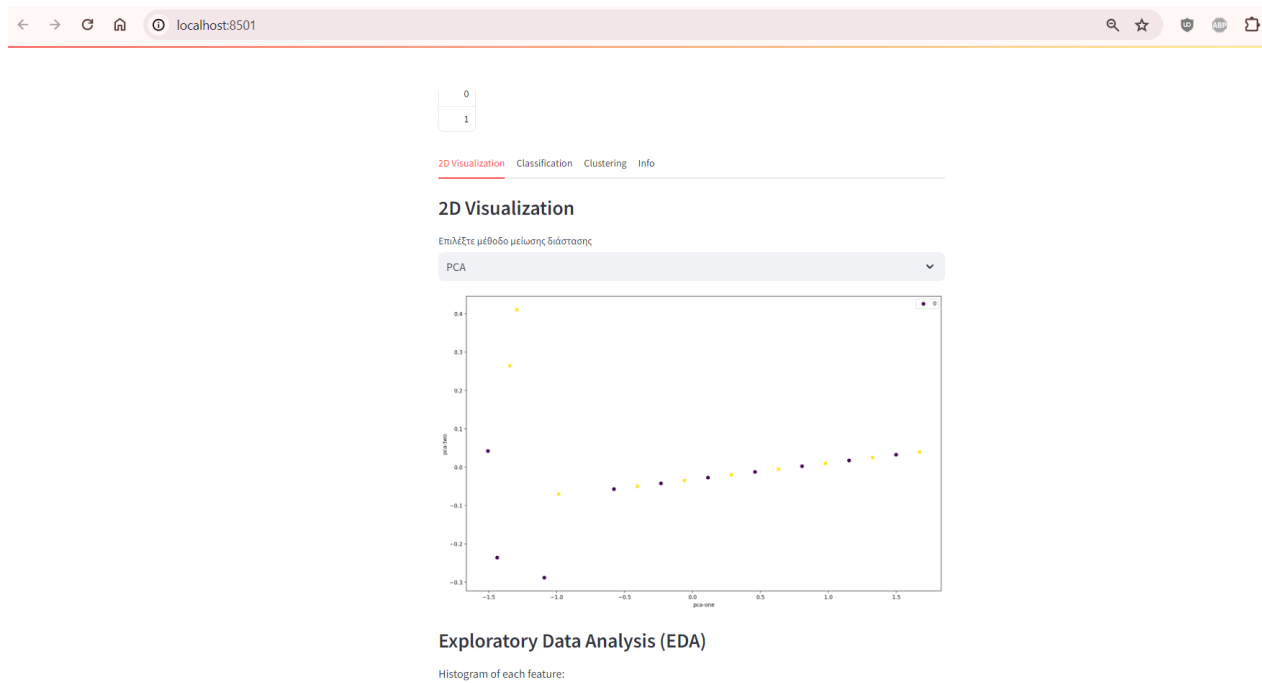 localhost:8501
ABP
0
1
2D Visualization Classification Clustering Info
2D Visualization
Επιλέξτε μέθοδο μείωσης διάστασης
PCA
0
0.4
0.3
0.2
0.1
0.0
−0.1
−0.2
−0.3
pca-two
−1.5 −1.0 −0.5 0.0 0.5 1.0 1.5
pca-one
Exploratory Data Analysis (EDA)
Histogram of each feature: